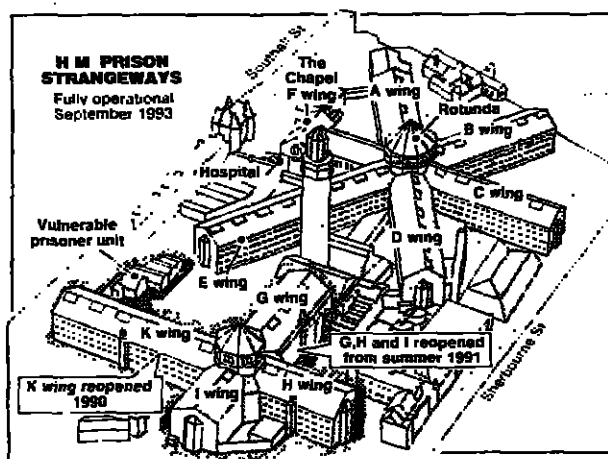 H M PRISON
STRANGEWAYS
Fully operational
September 1993
Southall St
The
Chapel
F wing
A wing
Rotunda
B wing
Hospital
C wing
Vulnerable
prisoner unit
D wing
E wing
G wing
K wing
G,H and I reopened
from summer 1991
Sherbourne St
K wing reopened
1990
I wing
H wing